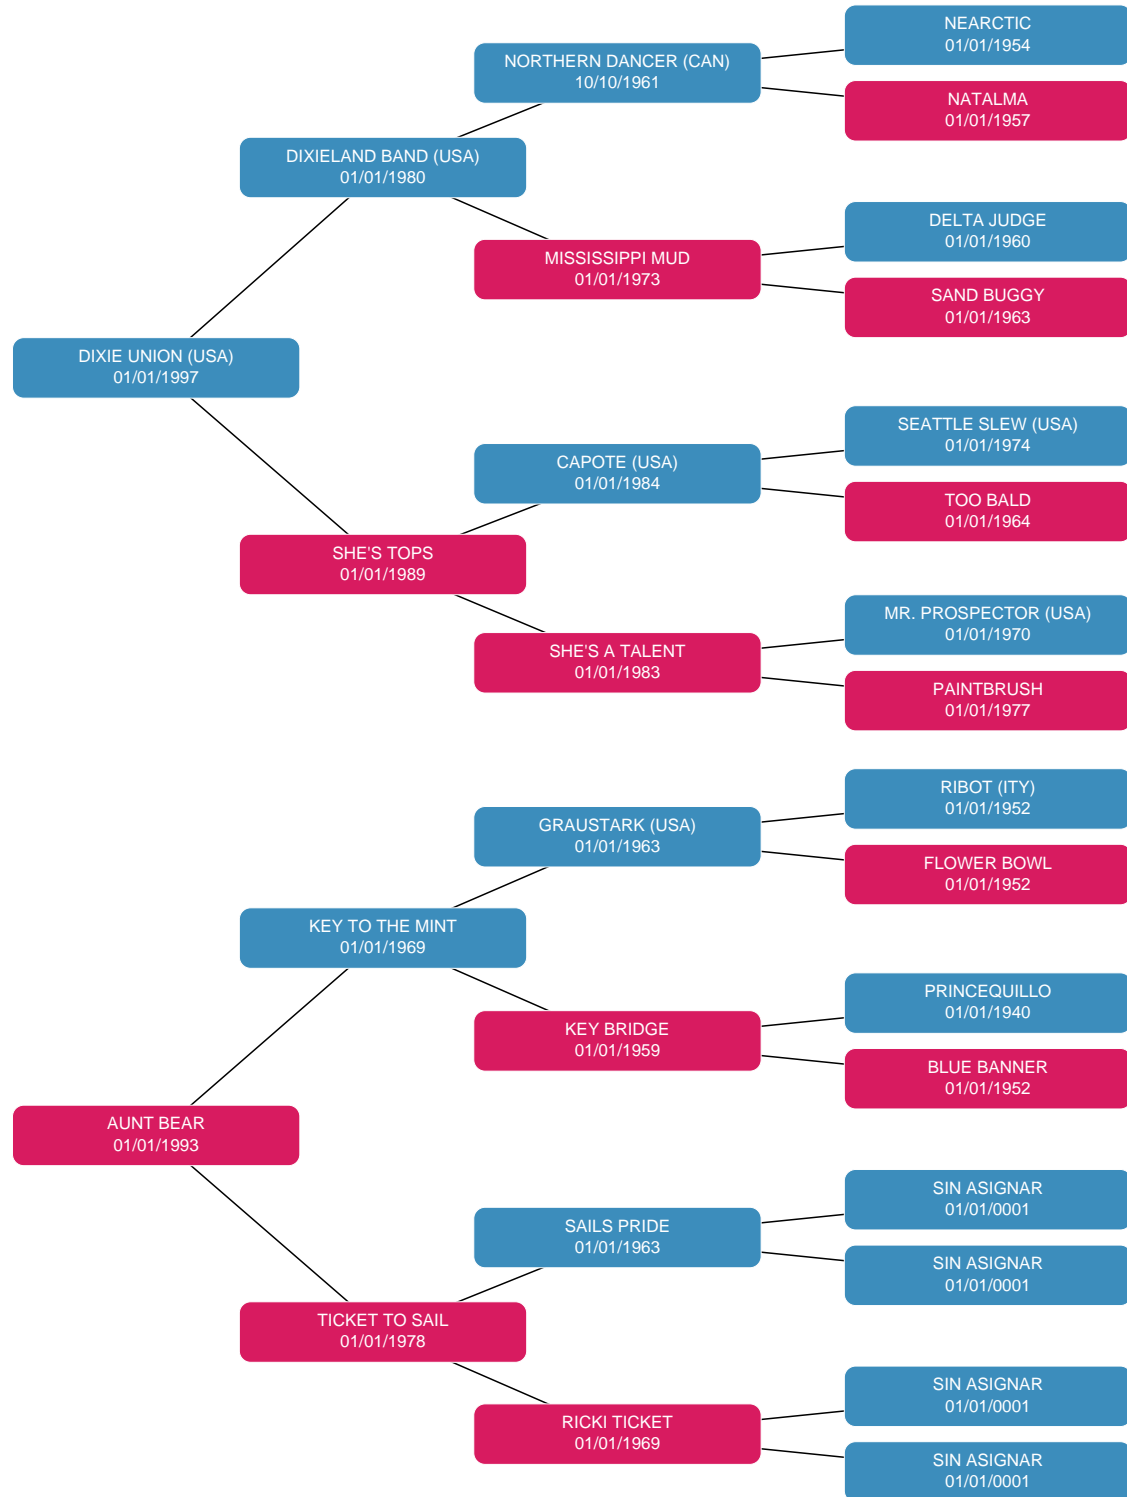 NEARCTIC
01/01/1954
NORTHERN DANCER (CAN)
10/10/1961
NATALMA
01/01/1957
DIXIELAND BAND (USA)
01/01/1980
DELTA JUDGE
01/01/1960
MISSISSIPPI MUD
01/01/1973
SAND BUGGY
01/01/1963
DIXIE UNION (USA)
01/01/1997
SEATTLE SLEW (USA)
01/01/1974
CAPOTE (USA)
01/01/1984
TOO BALD
01/01/1964
SHE'S TOPS
01/01/1989
MR. PROSPECTOR (USA)
01/01/1970
SHE'S A TALENT
01/01/1983
PAINTBRUSH
01/01/1977
RIBOT (ITY)
01/01/1952
GRAUSTARK (USA)
01/01/1963
FLOWER BOWL
01/01/1952
KEY TO THE MINT
01/01/1969
PRINCEQUILLO
01/01/1940
KEY BRIDGE
01/01/1959
BLUE BANNER
01/01/1952
AUNT BEAR
01/01/1993
SIN ASIGNAR
01/01/0001
SAILS PRIDE
01/01/1963
SIN ASIGNAR
01/01/0001
TICKET TO SAIL
01/01/1978
SIN ASIGNAR
01/01/0001
RICKI TICKET
01/01/1969
SIN ASIGNAR
01/01/0001